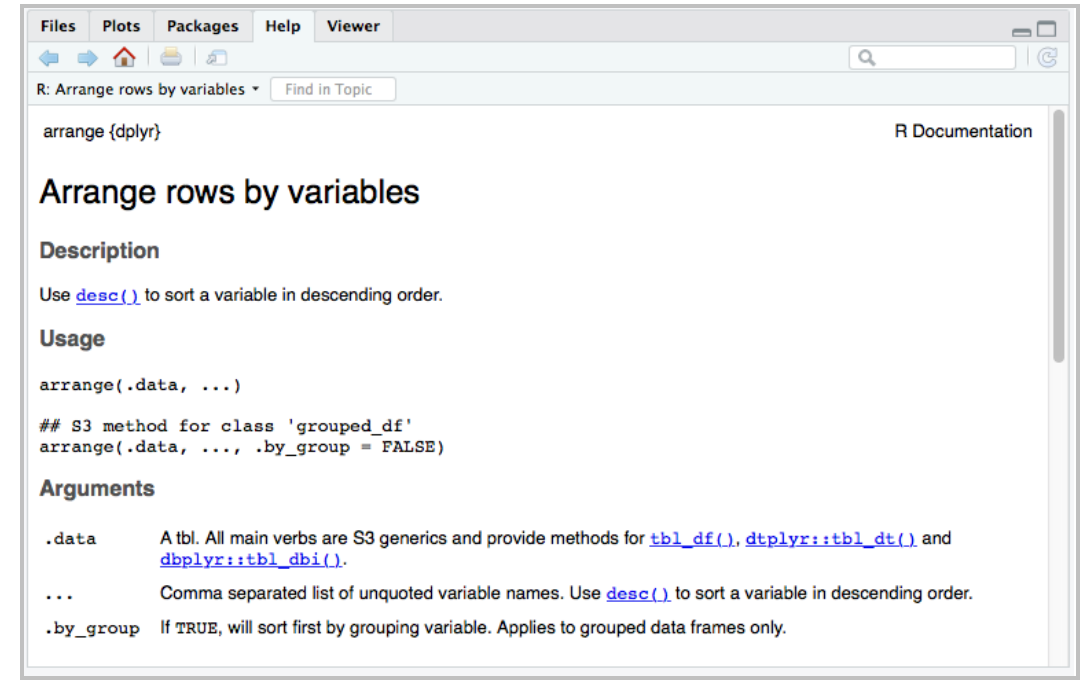 Files Plots Packages Help Viewer
R: Arrange rows by variables Find in Topic
arrange {dplyr} R Documentation
Arrange rows by variables
Description
Use desc() to sort a variable in descending order.
Usage
arrange(.data, ...)
## S3 method for class 'grouped_df'
arrange(.data, ..., .by_group = FALSE)
Arguments
.data A tbl. All main verbs are S3 generics and provide methods for tbl_df(), dtplyr::tbl_dt() and
dbplyr::tbl_dbi().
... Comma separated list of unquoted variable names. Use desc() to sort a variable in descending order.
.by_group If TRUE, will sort first by grouping variable. Applies to grouped data frames only.